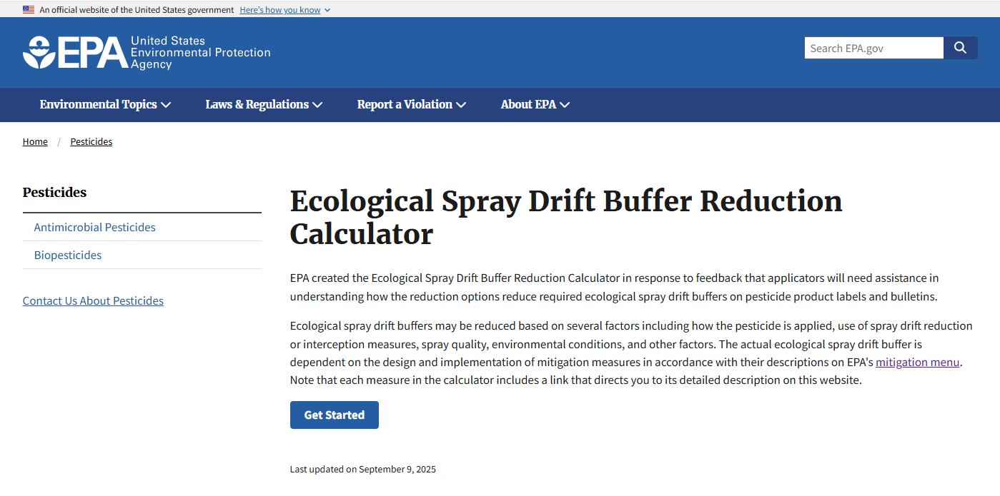 An official website of the United States government Here's how you know
EPA United States
Environmental Protection
Agency
Search EPA.gov
Environmental Topics Laws & Regulations Report a Violation About EPA
Home / Pesticides
Pesticides
Antimicrobial Pesticides
Biopesticides
Contact Us About Pesticides
Ecological Spray Drift Buffer Reduction
Calculator
EPA created the Ecological Spray Drift Buffer Reduction Calculator in response to feedback that applicators will need assistance in
understanding how the reduction options reduce required ecological spray drift buffers on pesticide product labels and bulletins.
Ecological spray drift buffers may be reduced based on several factors including how the pesticide is applied, use of spray drift reduction
or interception measures, spray quality, environmental conditions, and other factors. The actual ecological spray drift buffer is
dependent on the design and implementation of mitigation measures in accordance with their descriptions on EPA's mitigation menu.
Note that each measure in the calculator includes a link that directs you to its detailed description on this website.
Get Started
Last updated on September 9, 2025